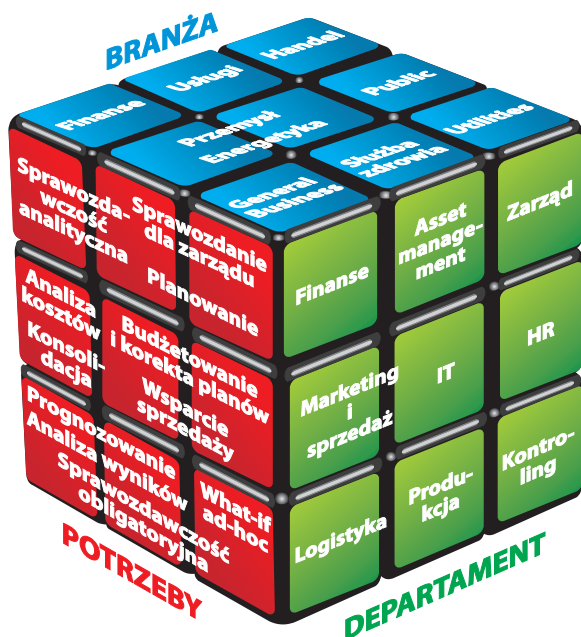 BRANŻA
Handel
Usługi
Finanse
Public
Przemysł
Energetyka
Utilities
Służba
zdrowia
General
Business
Sprawozda-
wczość
analityczna
Sprawozdanie
dla zarządu
Planowanie
Analiza
kosztów
Konsoli-
dacja
Budżetowanie
i korekta planów
Wsparcie
sprzedaży
Prognozowanie
Analiza wyników
Sprawozdawczość
obligatoryjna
What-if
ad-hoc
POTRZEBY
Finanse
Asset
manage-
ment
Zarząd
Marketing
i
sprzedaż
IT
HR
Logistyka
Produ-
kcja
Kontro-
ling
DEPARTAMENT